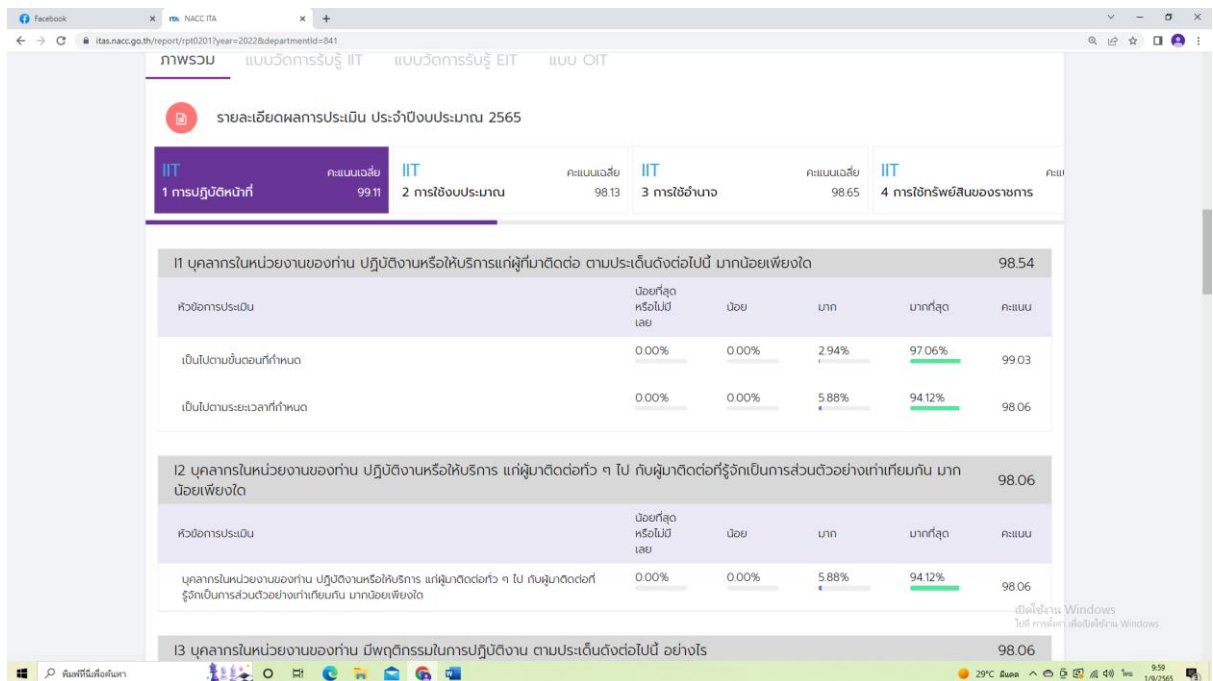 Facebook
ITA NACC ITA
itas.nacc.go.th/report/rpt0201?year=2022&departmentId=841
ภาพรวม แบบวัดการรับรู้ IIT แบบวัดการรับรู้ EIT แบบ OIT
รายละเอียดผลการประเมิน ประจำปีงบประมาณ 2565
IIT คะแนนเฉลี่ย IIT คะแนนเฉลี่ย IIT คะแนนเฉลี่ย IIT
1 การปฏิบัติหน้าที่ 99.11 2 การใช้งบประมาณ 98.13 3 การใช้อำนาจ 98.65 4 การใช้ทรัพย์สินของราชการ
I1 บุคลากรในหน่วยงานของท่าน ปฏิบัติงานหรือให้บริการแก่ผู้ที่มาติดต่อ ตามประเด็นดังต่อไปนี้ มากน้อยเพียงใด 98.54
หัวข้อการประเมิน น้อยที่สุดหรือไม่มีเลย น้อย มาก มากที่สุด คะแนน
เป็นไปตามขั้นตอนที่กำหนด 0.00% 0.00% 2.94% 97.06% 99.03
เป็นไปตามระยะเวลาที่กำหนด 0.00% 0.00% 5.88% 94.12% 98.06
I2 บุคลากรในหน่วยงานของท่าน ปฏิบัติงานหรือให้บริการ แก่ผู้มาติดต่อทั่ว ๆ ไป กับผู้มาติดต่อที่รู้จักเป็นการส่วนตัวอย่างเท่าเทียมกัน มาก
น้อยเพียงใด 98.06
หัวข้อการประเมิน น้อยที่สุดหรือไม่มีเลย น้อย มาก มากที่สุด คะแนน
บุคลากรในหน่วยงานของท่าน ปฏิบัติงานหรือให้บริการ แก่ผู้มาติดต่อทั่ว ๆ ไป กับผู้มาติดต่อที่ 0.00% 0.00% 5.88% 94.12% 98.06
รู้จักเป็นการส่วนตัวอย่างเท่าเทียมกัน มากน้อยเพียงใด
เปิดใช้งาน Windows
ไปที่ การตั้งค่า เพื่อเปิดใช้งาน Windows
I3 บุคลากรในหน่วยงานของท่าน มีพฤติกรรมในการปฏิบัติงาน ตามประเด็นดังต่อไปนี้ อย่างไร 98.06
พิมพ์ที่นี่เพื่อค้นหา
29°C มีแดด
ไทย
9:59
1/9/2565